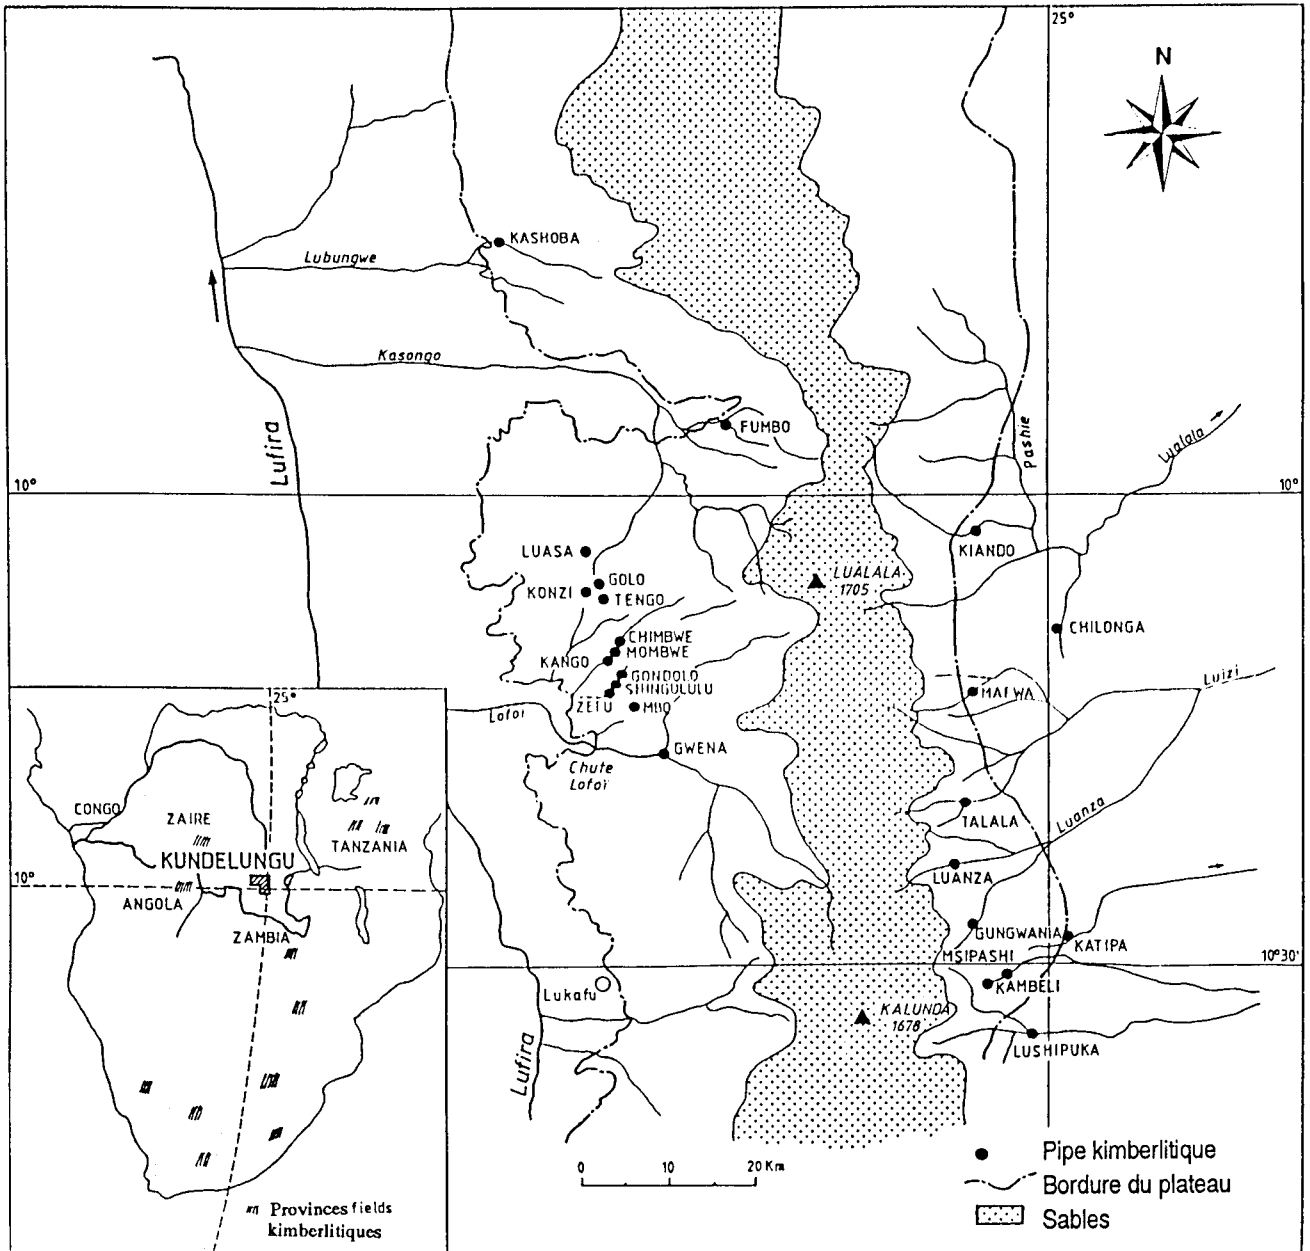 25°
N
KASHOBA
Lubungwe
Kasongo
FUMBO
Lufira
Pashie
Lualala
10°
10°
LUASA
KIANDO
GOLO
KONZI
TENGO
LUALALA
1705
CHILONGA
CHIMBWE
MOMBWE
KANGO
GONDOLO
SHINGULULU
ZEFU
MBO
MAFWA
Luizi
Lofoi
GWENA
Chute
Lofoï
TALALA
Luanza
LUANZA
GUNGWANIA
KATIPA
MSIPASHI
10°30'
KAMBELI
Lukafu
KALUNDA
1678
LUSHIPUKA
Lufira
25°
CONGO
ZAIRE
TANZANIA
KUNDELUNGU
10°
ANGOLA
ZAMBIA
Provinces fields
kimberlitiques
0 10 20 Km
Pipe kimberlitique
Bordure du plateau
Sables